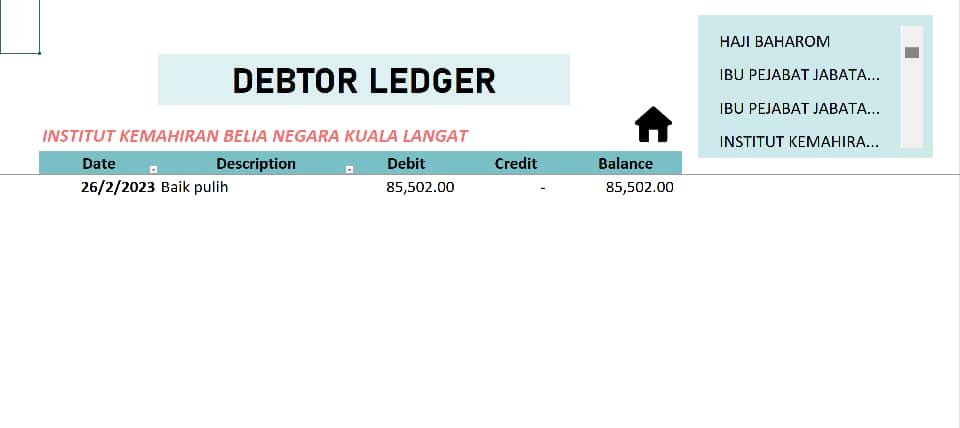 HAJI BAHAROM
IBU PEJABAT JABATA...
IBU PEJABAT JABATA...
INSTITUT KEMAHIRA...
DEBTOR LEDGER
INSTITUT KEMAHIRAN BELIA NEGARA KUALA LANGAT
Date Description Debit Credit Balance
26/2/2023 Baik pulih 85,502.00 - 85,502.00